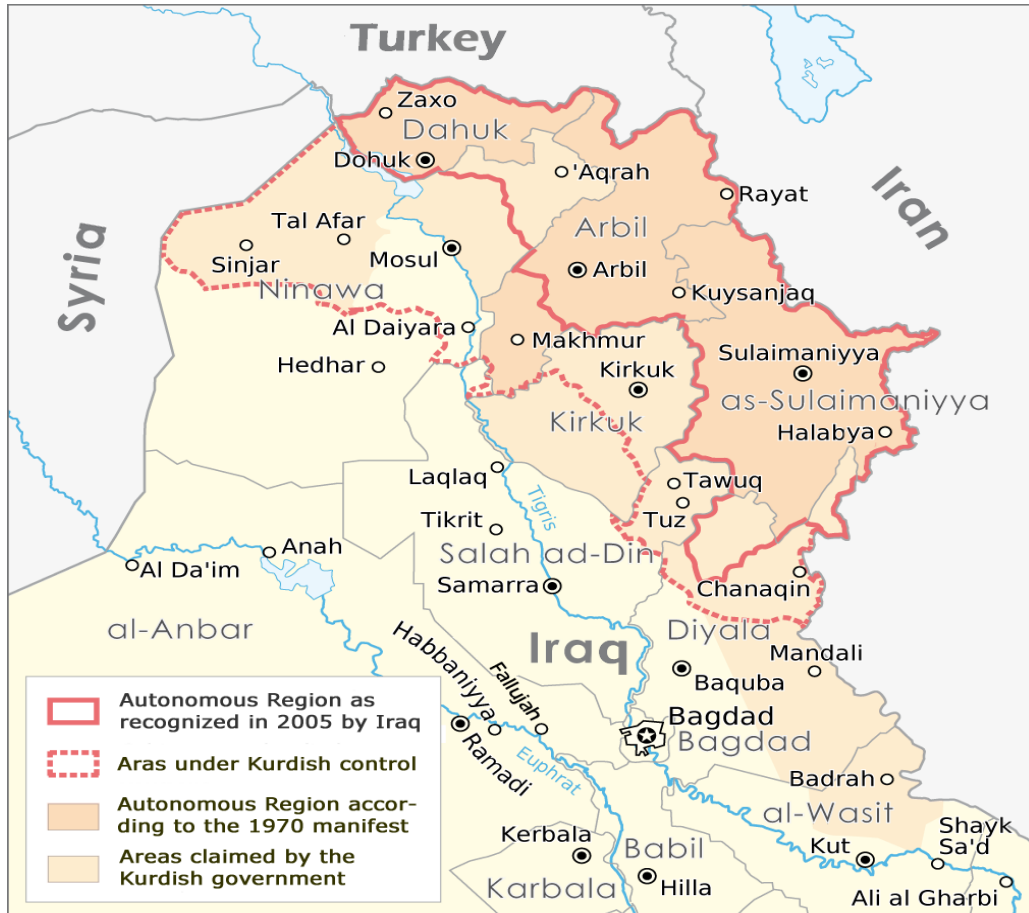 Turkey
Zaxo
Dahuk
Dohuk
'Aqrah
Rayat
Iran
Syria
Tal Afar
Sinjar
Mosul
Ninawa
Arbil
Arbil
Kuysanjaq
Al Daiyara
Makhmur
Hedhar
Kirkuk
Sulaimaniyya
as-Sulaimaniyya
Kirkuk
Halabya
Laqlaq
Tigris
Tawuq
Tuz
Tikrit
Salah ad-Din
Samarra
Anah
Al Da'im
Chanaqin
al-Anbar
Iraq
Diyala
Mandali
Baquba
Habbaniyya
Fallujah
Ramadi
Euphrat
Bagdad
Bagdad
Badrah
al-Wasit
Kerbala
Karbala
Babil
Hilla
Kut
Shayk
Sa'd
Ali al Gharbi
Autonomous Region as
recognized in 2005 by Iraq
Aras under Kurdish control
Autonomous Region accor-
ding to the 1970 manifest
Areas claimed by the
Kurdish government